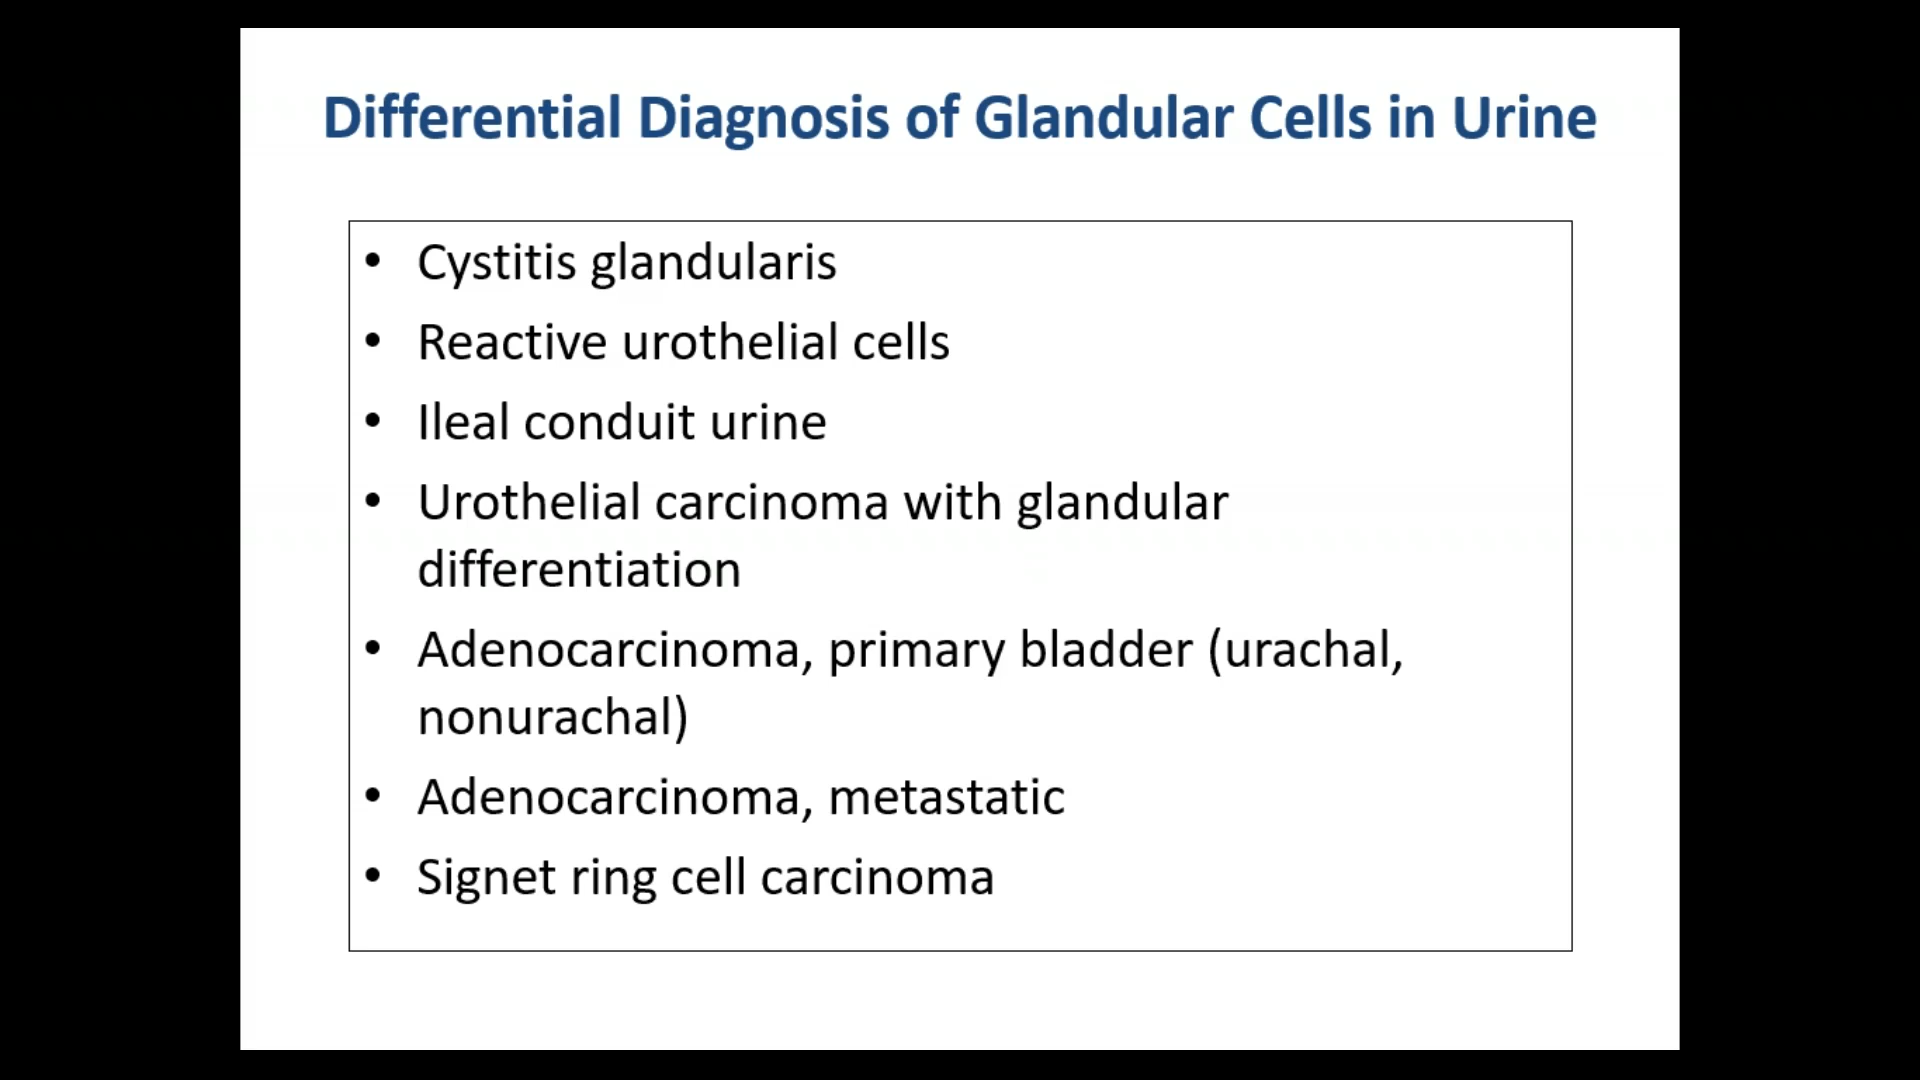 Differential Diagnosis of Glandular Cells in Urine
• Cystitis glandularis
• Reactive urothelial cells
• Ileal conduit urine
• Urothelial carcinoma with glandular
differentiation
• Adenocarcinoma, primary bladder (urachal,
nonurachal)
• Adenocarcinoma, metastatic
• Signet ring cell carcinoma